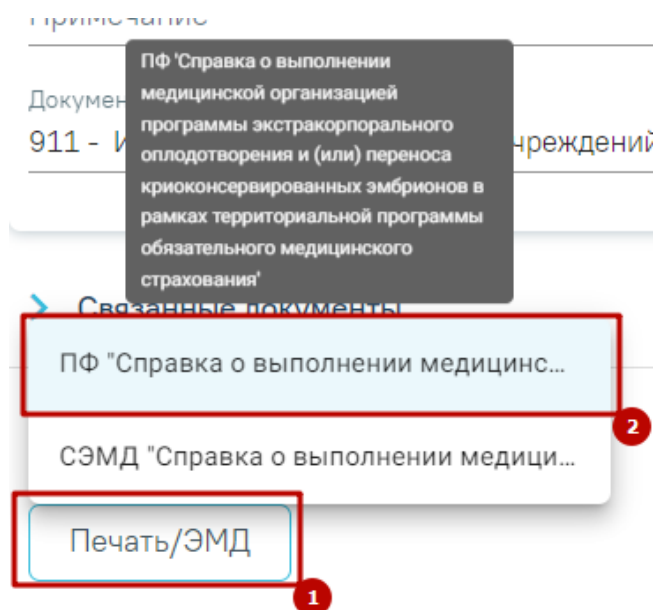 Примечание
ПФ 'Справка о выполнении
медицинской организацией
программы экстракорпорального
оплодотворения и (или) переноса
криоконсервированных эмбрионов в
рамках территориальной программы
обязательного медицинского
страхования'
Докумен
911 - И
чреждений
Связанные документы
ПФ "Справка о выполнении медицинс...
2
СЭМД "Справка о выполнении медици...
Печать/ЭМД
1